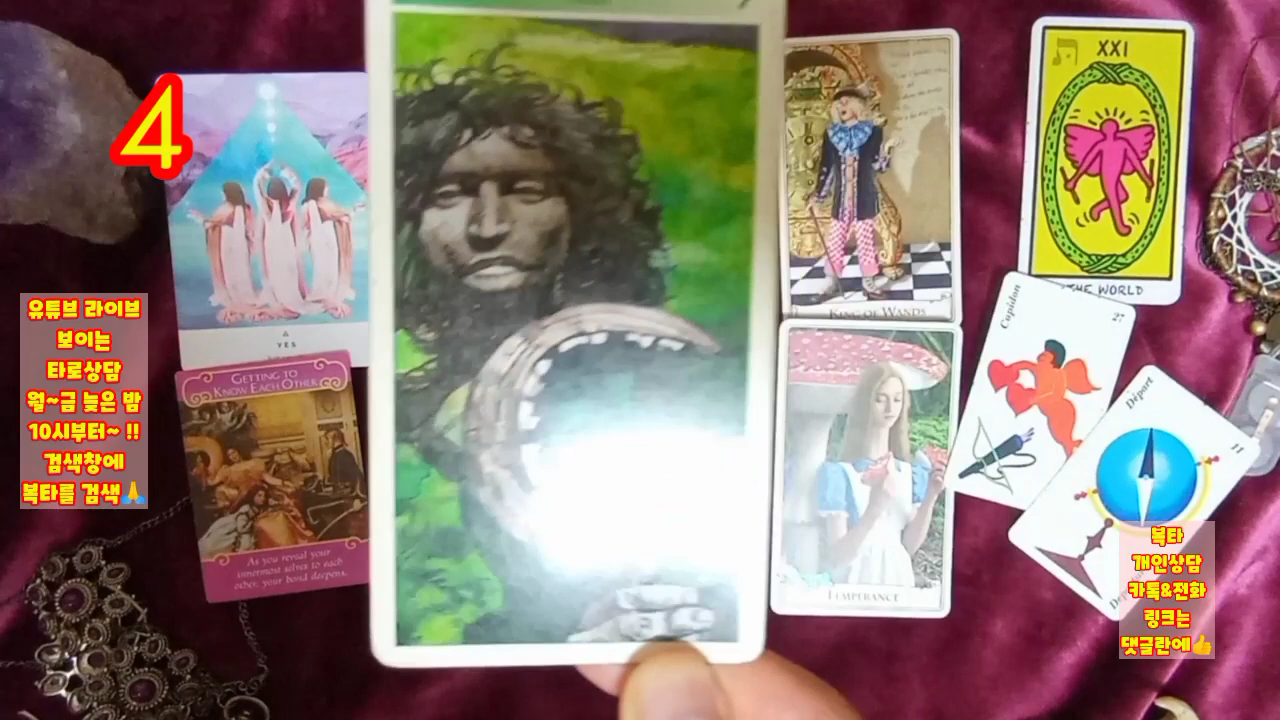 4
유튜브 라이브
보이는
타로상담
월~금 늦은 밤
10시부터~ !!
검색창에
복타를 검색🙏
YES
GETTING TO
KNOW EACH OTHER
As you reveal your
innermost selves to each
other, your bond deepens.
KING OF WANDS
TEMPERANCE
XXI
THE WORLD
Cupidon
27
Départ
11
복타
개인상담
카톡&전화
링크는
댓글란에👍